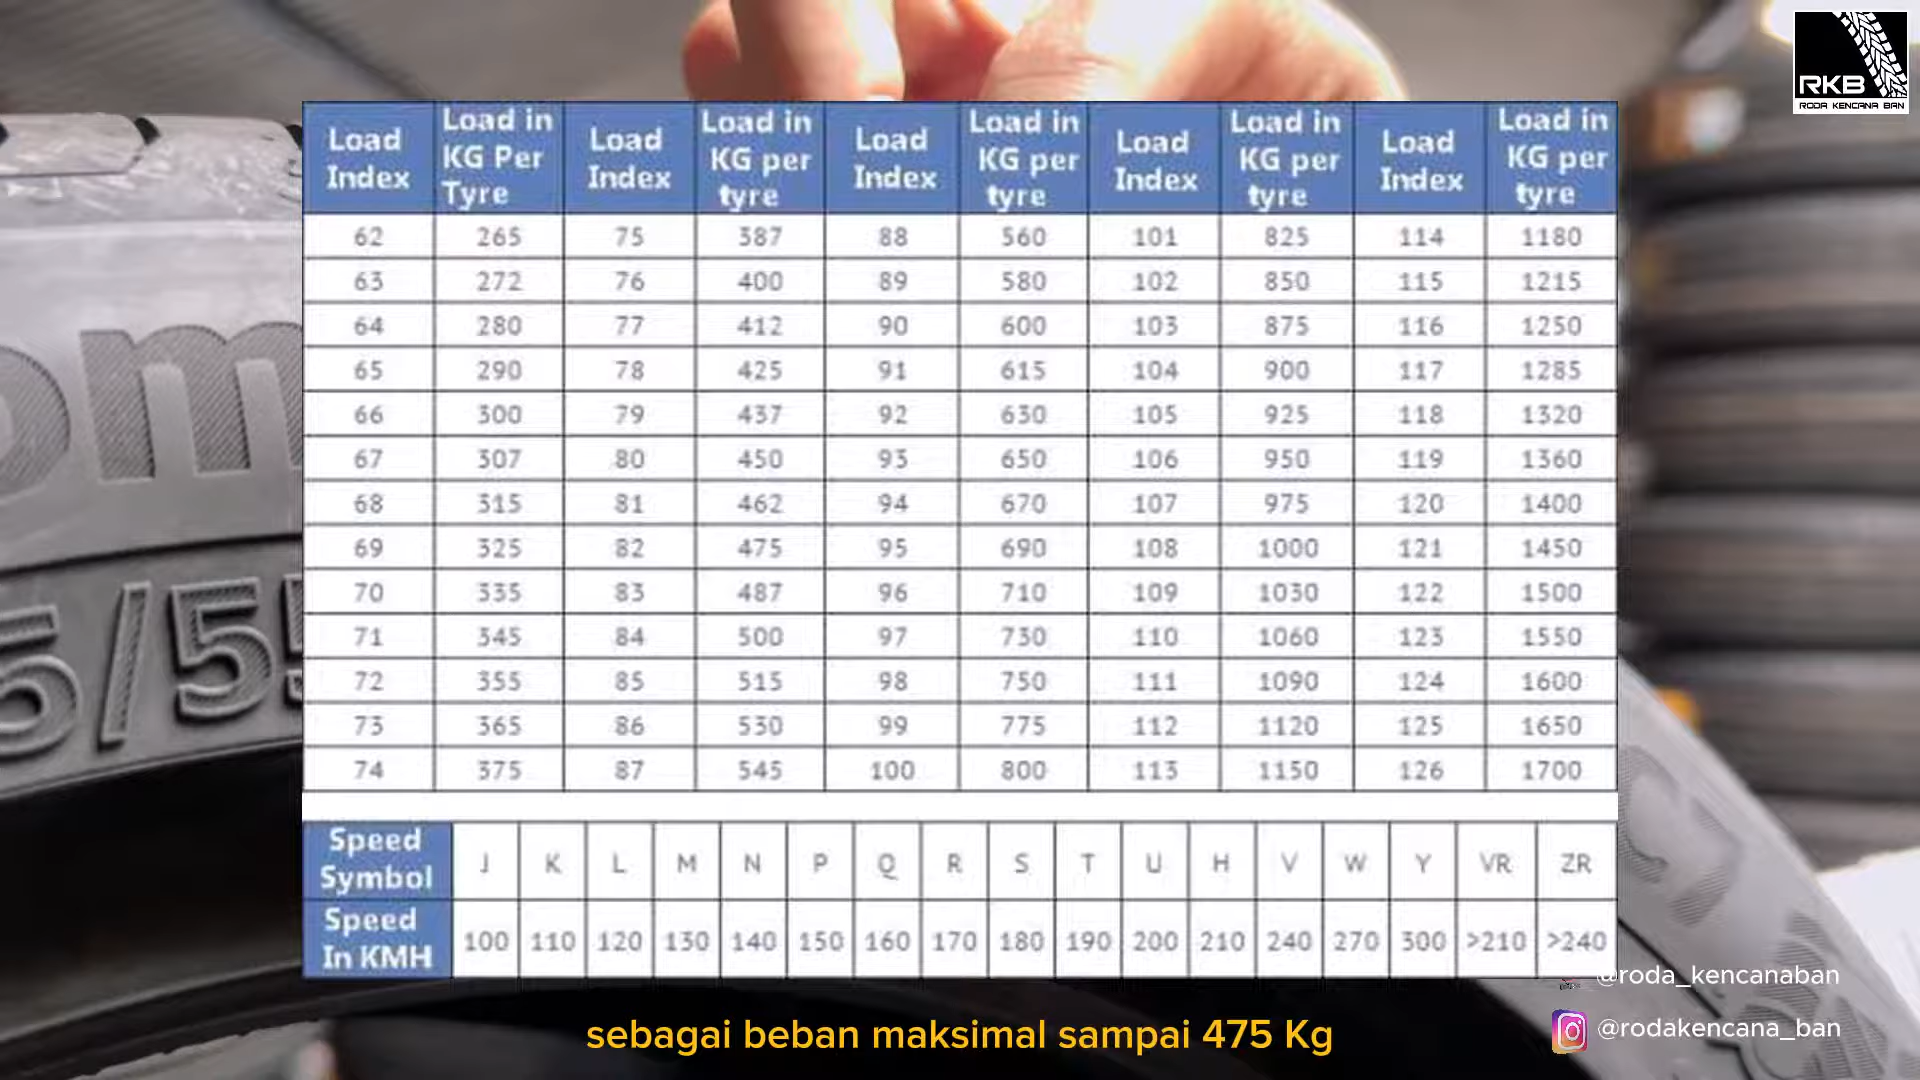 RKB
RODA KENCANA BAN
Load Index Load in KG Per Tyre Load Index Load in KG per tyre Load Index Load in KG per tyre Load Index Load in KG per tyre Load Index Load in KG per tyre
62 265 75 387 88 560 101 825 114 1180
63 272 76 400 89 580 102 850 115 1215
64 280 77 412 90 600 103 875 116 1250
65 290 78 425 91 615 104 900 117 1285
66 300 79 437 92 630 105 925 118 1320
67 307 80 450 93 650 106 950 119 1360
68 315 81 462 94 670 107 975 120 1400
69 325 82 475 95 690 108 1000 121 1450
70 335 83 487 96 710 109 1030 122 1500
71 345 84 500 97 730 110 1060 123 1550
72 355 85 515 98 750 111 1090 124 1600
73 365 86 530 99 775 112 1120 125 1650
74 375 87 545 100 800 113 1150 126 1700
Speed Symbol J K L M N P Q R S T U H V W Y VR ZR
Speed In KMH 100 110 120 130 140 150 160 170 180 190 200 210 240 270 300 >210 >240
5/55
@roda_kencanaban
@rodakencana_ban
sebagai beban maksimal sampai 475 Kg